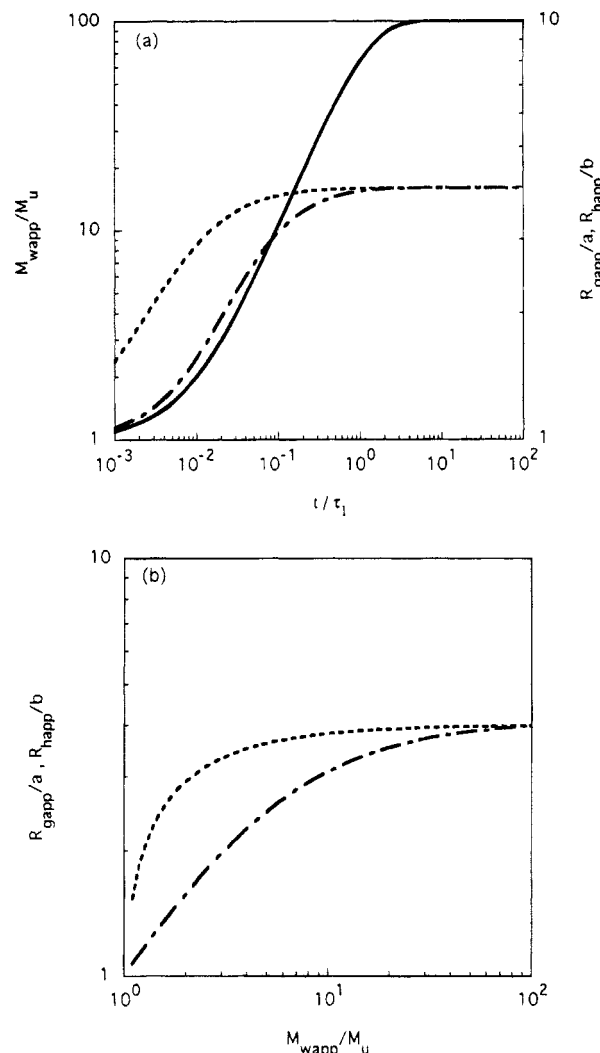 (a)
100
10
1
M_wapp/M_u
10
1
R_gapp/a, R_happ/b
10^-3
10^-2
10^-1
10^0
10^1
10^2
t/τ_1
(b)
10
1
R_gapp/a , R_happ/b
10^0
10^1
10^2
M_wapp/M_u